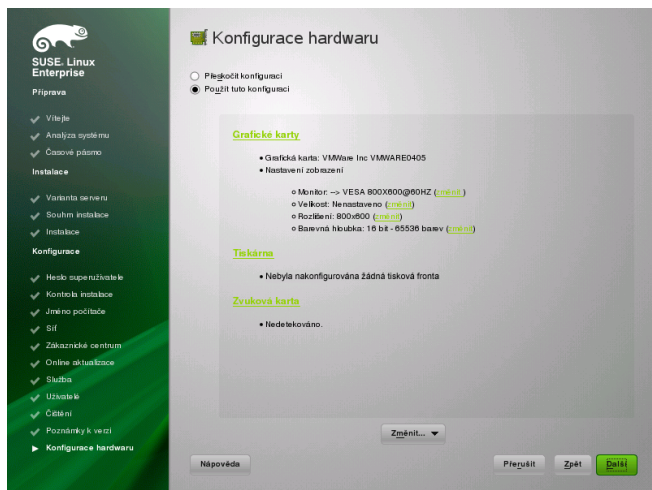 SUSE. Linux
Enterprise
Příprava
Vítejte
Analýza systému
Časové pásmo
Instalace
Varianta serveru
Souhrn instalace
Instalace
Konfigurace
Heslo superuživatele
Kontrola instalace
Jméno počítače
Síť
Zákaznické centrum
Online aktualizace
Služba
Uživatelé
Čištění
Poznámky k verzi
Konfigurace hardwaru
Konfigurace hardwaru
Přeskočit konfiguraci
Použít tuto konfiguraci
Grafické karty
• Grafická karta: VMWare Inc VMWARE0405
• Nastavení zobrazení
Monitor: --> VESA 800X600@60HZ (změnit )
Velikost: Nenastaveno (změnit)
Rozlišení: 800x600 (změnit)
Barevná hloubka: 16 bit - 65536 barev (změnit)
Tiskárna
• Nebyla nakonfigurována žádná tisková fronta
Zvuková karta
• Nedetekováno.
Změnit...
Nápověda
Přerušit
Zpět
Další